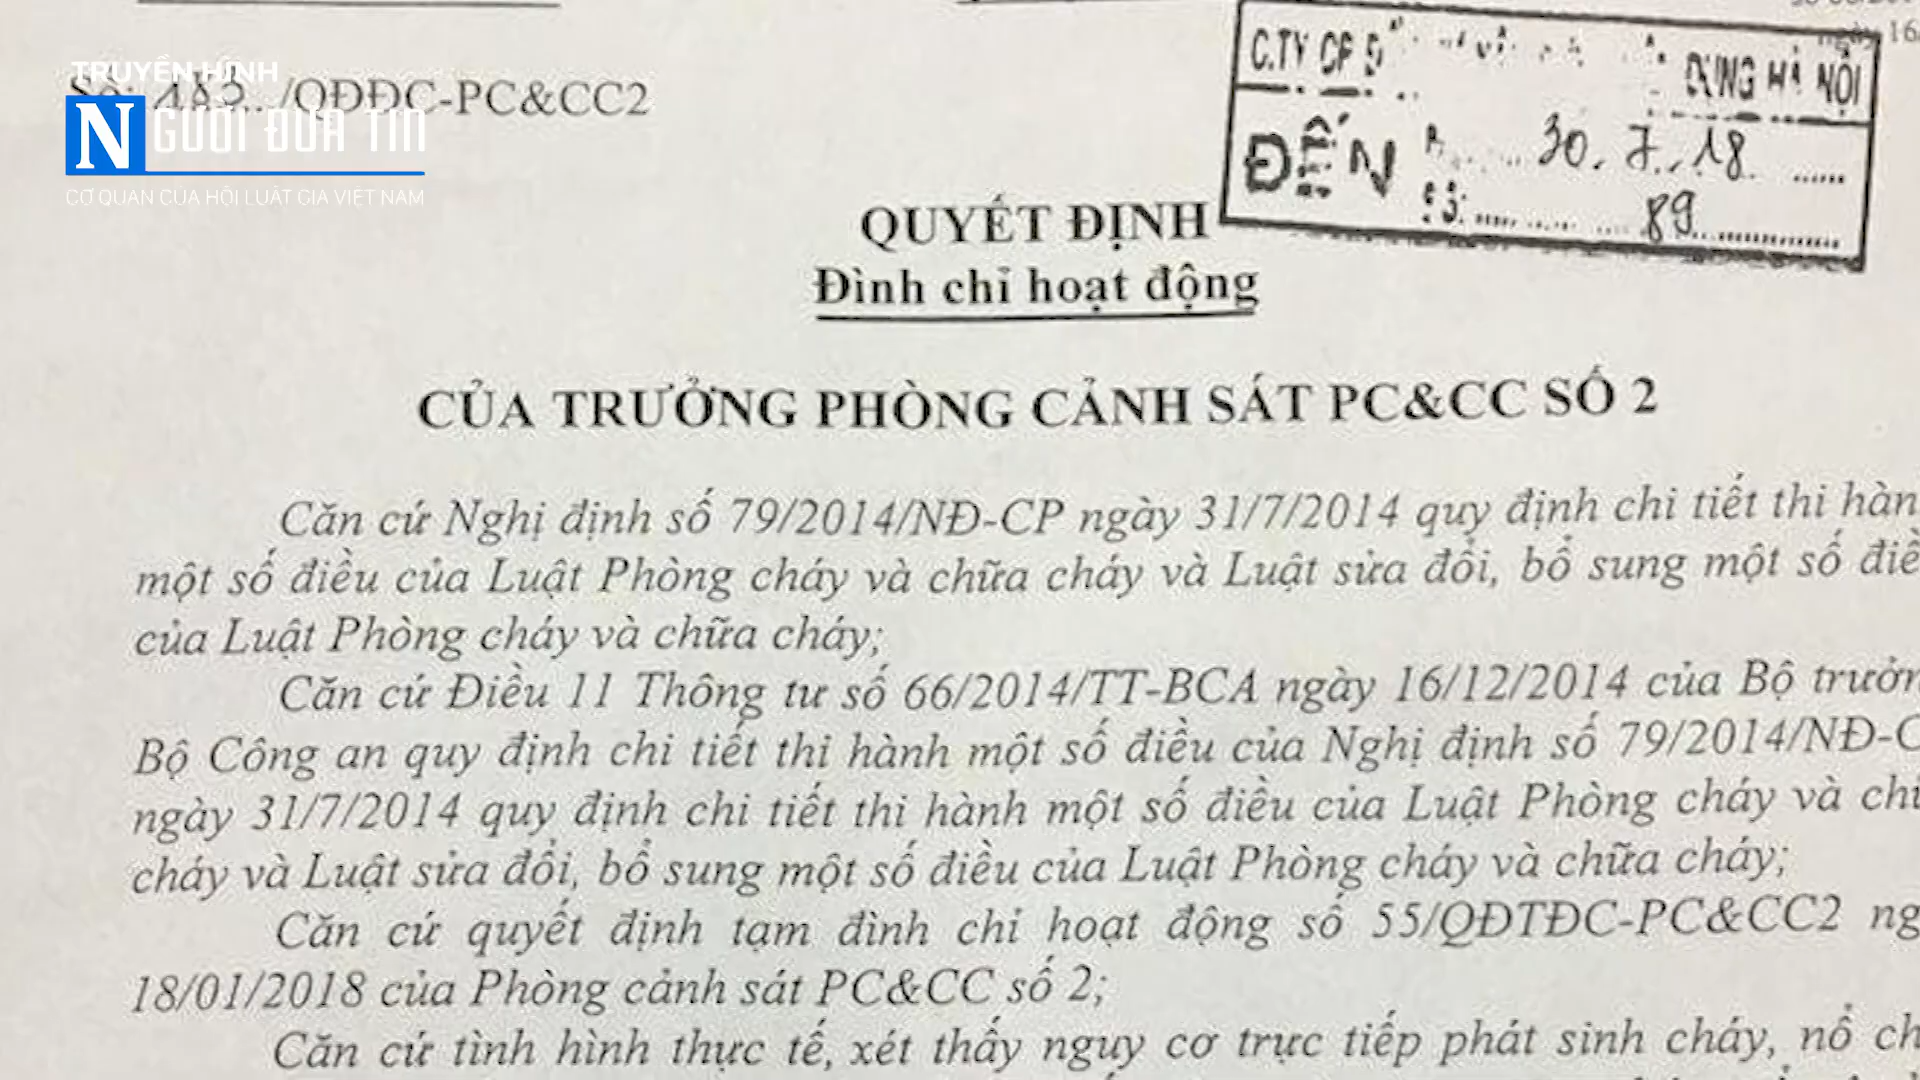 TRUYỀN HÌNH
NGƯỜI ĐƯA TIN
CƠ QUAN CỦA HỘI LUẬT GIA VIỆT NAM
Số: /QĐĐC-PC&CC2
C.TY CP DỰNG HÀ NỘI
ĐẾN 30.7.18
Số: 89
QUYẾT ĐỊNH
Đình chỉ hoạt động
CỦA TRƯỞNG PHÒNG CẢNH SÁT PC&CC SỐ 2
Căn cứ Nghị định số 79/2014/NĐ-CP ngày 31/7/2014 quy định chi tiết thi hàn
một số điều của Luật Phòng cháy và chữa cháy và Luật sửa đổi, bổ sung một số điề
của Luật Phòng cháy và chữa cháy;
Căn cứ Điều 11 Thông tư số 66/2014/TT-BCA ngày 16/12/2014 của Bộ trưởn
Bộ Công an quy định chi tiết thi hành một số điều của Nghị định số 79/2014/NĐ-C
ngày 31/7/2014 quy định chi tiết thi hành một số điều của Luật Phòng cháy và ch
cháy và Luật sửa đổi, bổ sung một số điều của Luật Phòng cháy và chữa cháy;
Căn cứ quyết định tạm đình chỉ hoạt động số 55/QĐTĐC-PC&CC2 ng
18/01/2018 của Phòng cảnh sát PC&CC số 2;
Căn cứ tình hình thực tế, xét thấy nguy cơ trực tiếp phát sinh cháy, nổ ch